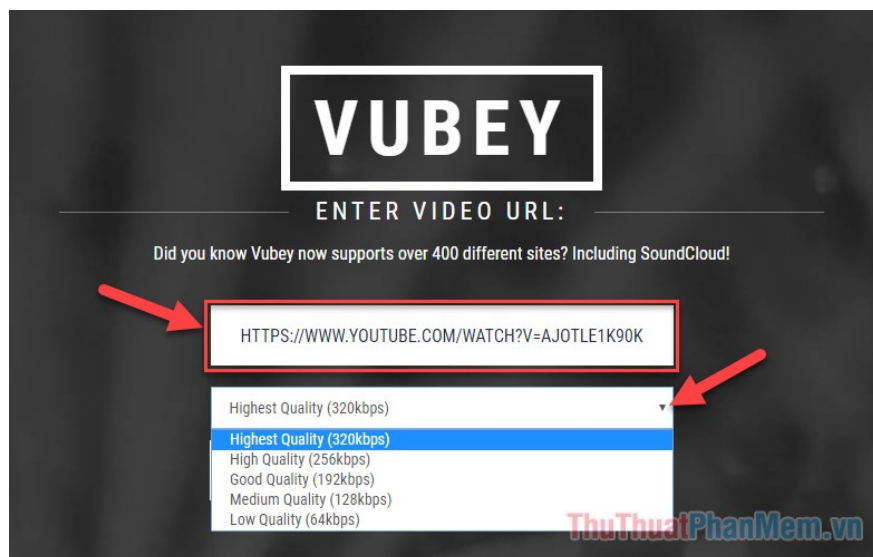 VUBEY
ENTER VIDEO URL:
Did you know Vubey now supports over 400 different sites? Including SoundCloud!
HTTPS://WWW.YOUTUBE.COM/WATCH?V=AJOTLE1K90K
Highest Quality (320kbps)
Highest Quality (320kbps)
High Quality (256kbps)
Good Quality (192kbps)
Medium Quality (128kbps)
Low Quality (64kbps)
ThuThuatPhanMem.vn